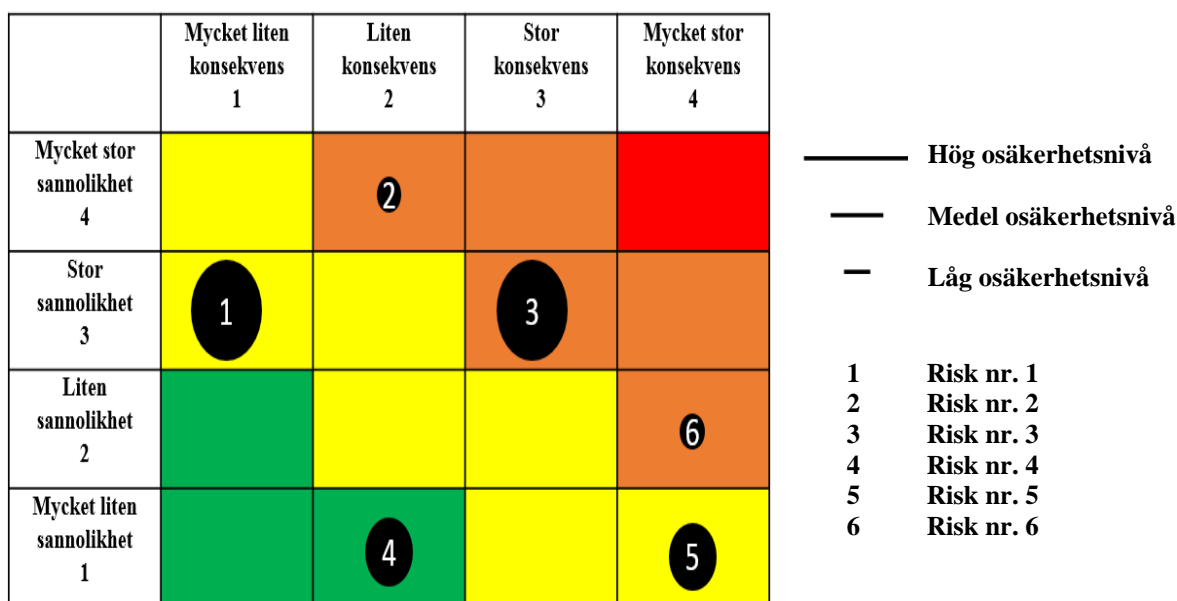 Mycket liten
konsekvens
1
Liten
konsekvens
2
Stor
konsekvens
3
Mycket stor
konsekvens
4
Mycket stor
sannolikhet
4
2
Stor
sannolikhet
3
1
3
Liten
sannolikhet
2
6
Mycket liten
sannolikhet
1
4
5
Hög osäkerhetsnivå
Medel osäkerhetsnivå
Låg osäkerhetsnivå
1 Risk nr. 1
2 Risk nr. 2
3 Risk nr. 3
4 Risk nr. 4
5 Risk nr. 5
6 Risk nr. 6